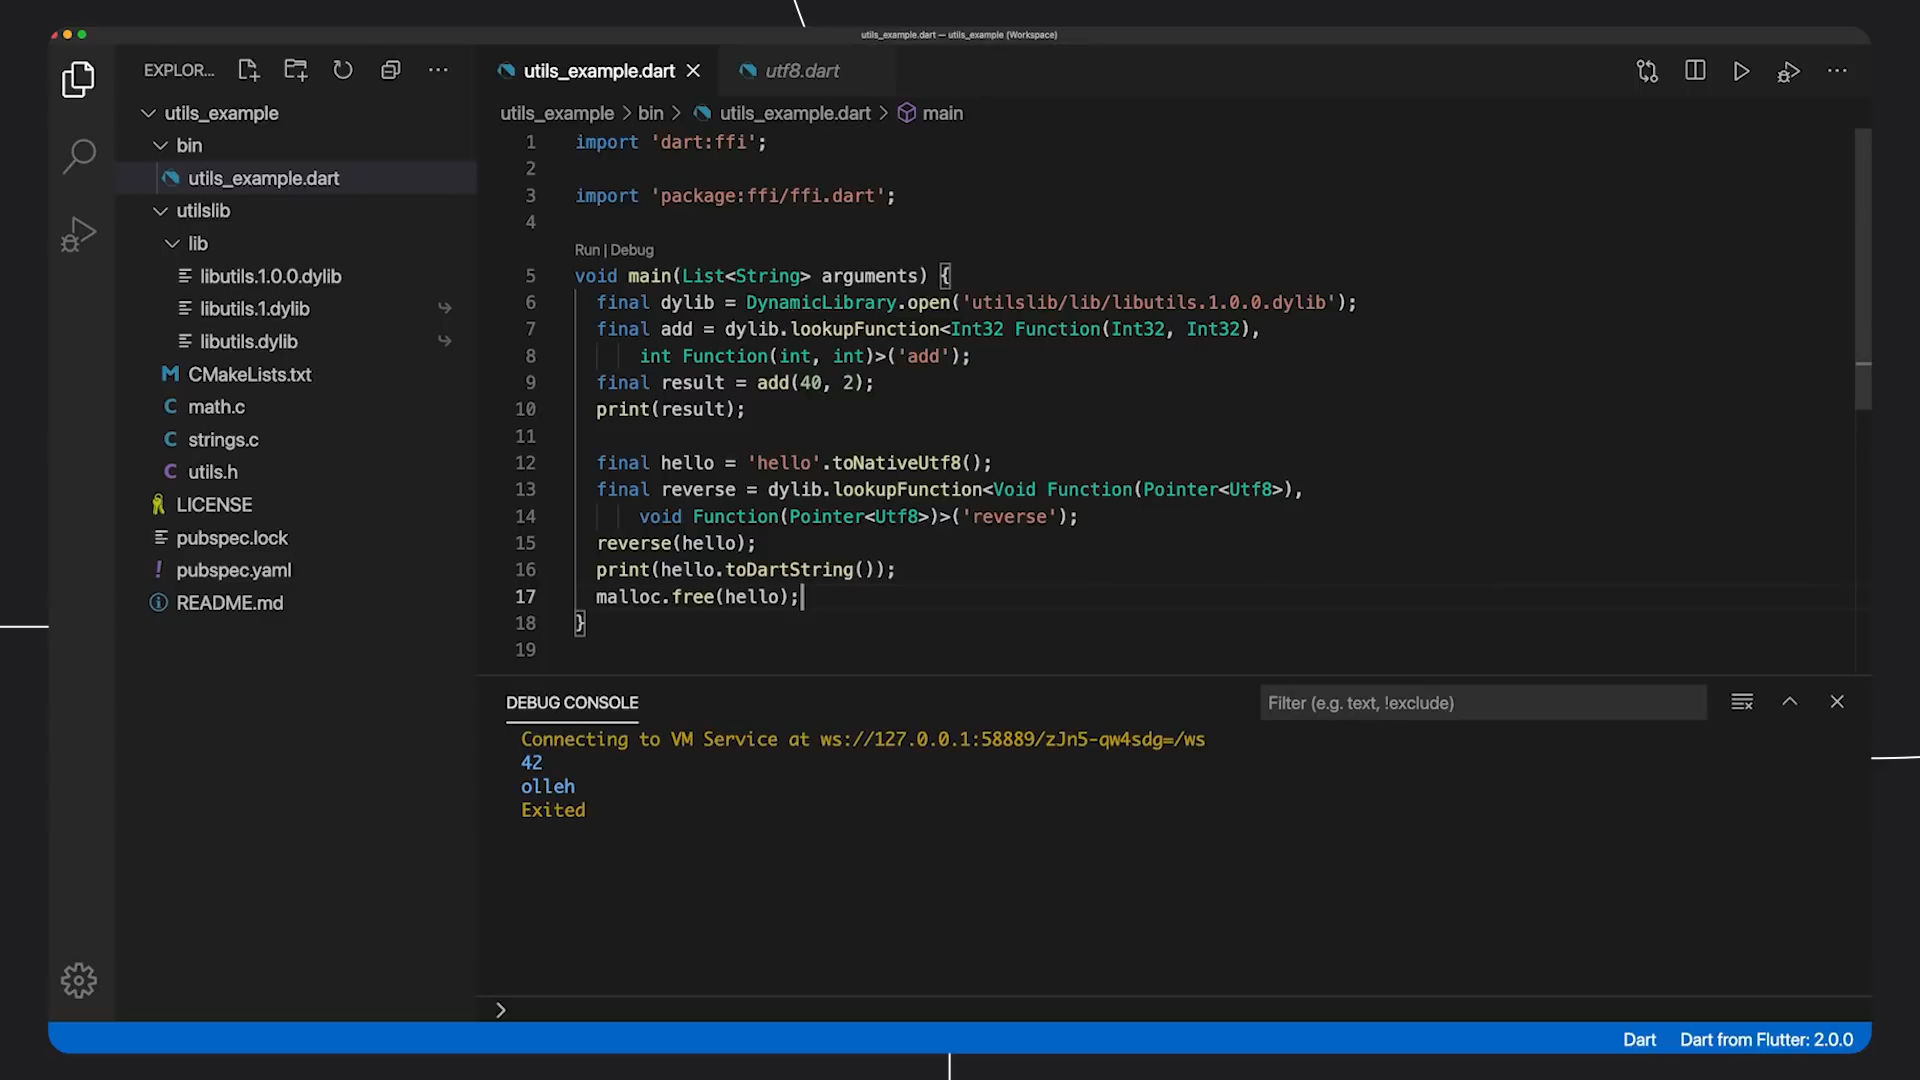 utils_example.dart — utils_example (Workspace)
EXPLOR...
utils_example
bin
utils_example.dart
utilslib
lib
libutils.1.0.0.dylib
libutils.1.dylib
libutils.dylib
CMakeLists.txt
math.c
strings.c
utils.h
LICENSE
pubspec.lock
pubspec.yaml
README.md
utils_example.dart
utf8.dart
utils_example > bin > utils_example.dart > main
1 import 'dart:ffi';
2
3 import 'package:ffi/ffi.dart';
4
Run | Debug
5 void main(List<String> arguments) {
6 final dylib = DynamicLibrary.open('utilslib/lib/libutils.1.0.0.dylib');
7 final add = dylib.lookupFunction<Int32 Function(Int32, Int32),
8 int Function(int, int)>('add');
9 final result = add(40, 2);
10 print(result);
11
12 final hello = 'hello'.toNativeUtf8();
13 final reverse = dylib.lookupFunction<Void Function(Pointer<Utf8>),
14 void Function(Pointer<Utf8>)>('reverse');
15 reverse(hello);
16 print(hello.toDartString());
17 malloc.free(hello);
18 }
19
DEBUG CONSOLE
Filter (e.g. text, !exclude)
Connecting to VM Service at ws://127.0.0.1:58889/zJn5-qw4sdg=/ws
42
olleh
Exited
Dart
Dart from Flutter: 2.0.0